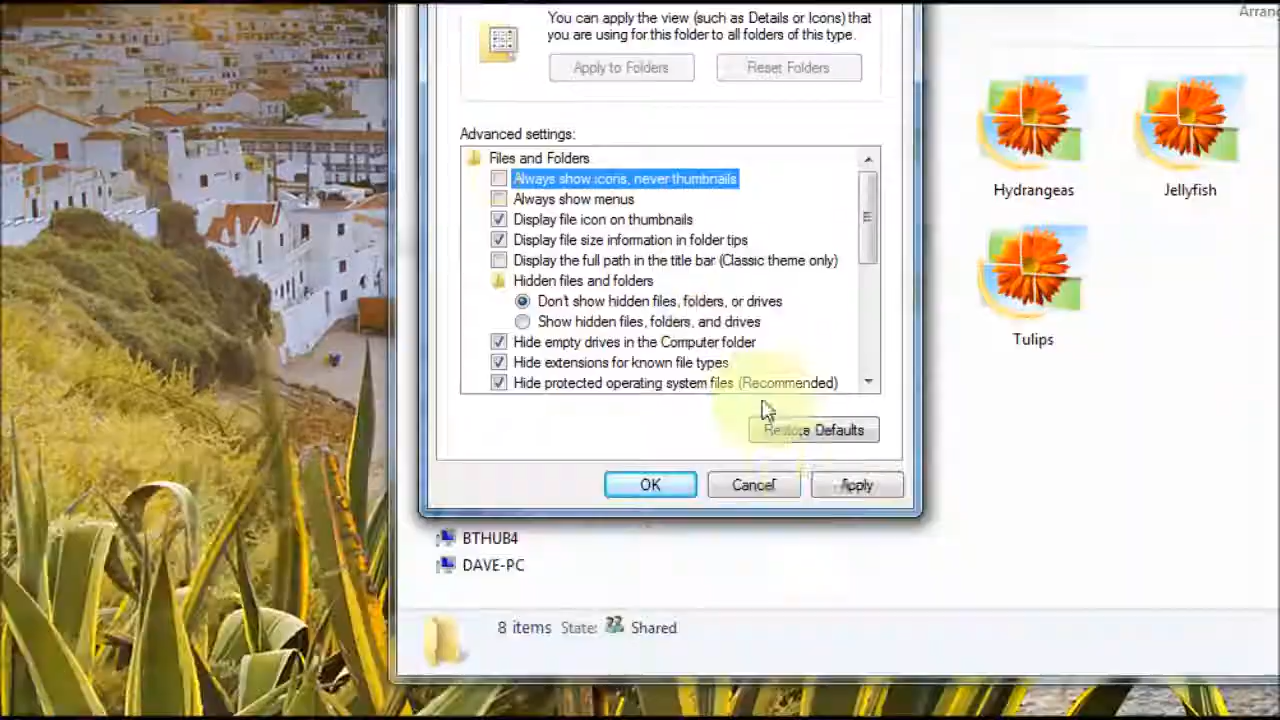 Arran
You can apply the view (such as Details or Icons) that
you are using for this folder to all folders of this type.
Apply to Folders
Reset Folders
Advanced settings:
Files and Folders
Always show icons, never thumbnails
Always show menus
Display file icon on thumbnails
Display file size information in folder tips
Display the full path in the title bar (Classic theme only)
Hidden files and folders
Don't show hidden files, folders, or drives
Show hidden files, folders, and drives
Hide empty drives in the Computer folder
Hide extensions for known file types
Hide protected operating system files (Recommended)
Restore Defaults
OK
Cancel
Apply
Hydrangeas
Jellyfish
Tulips
BTHUB4
DAVE-PC
8 items State: Shared